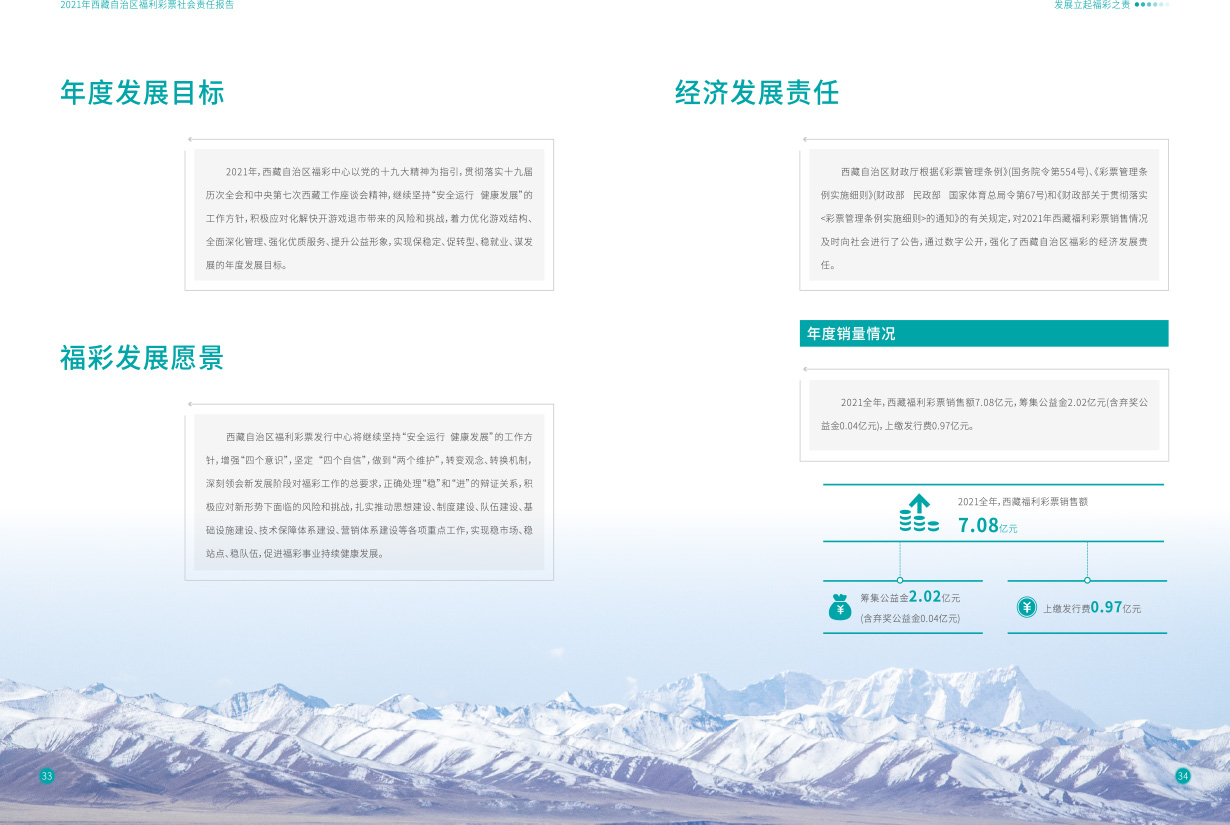 2021年西藏自治区福利彩票社会责任报告
发展立起福彩之责
年度发展目标
2021年,西藏自治区福彩中心以党的十九大精神为指引,贯彻落实十九届
历次全会和中央第七次西藏工作座谈会精神,继续坚持“安全运行 健康发展”的
工作方针,积极应对化解快开游戏退市带来的风险和挑战,着力优化游戏结构、
全面深化管理、强化优质服务、提升公益形象,实现保稳定、促转型、稳就业、谋发
展的年度发展目标。
福彩发展愿景
西藏自治区福利彩票发行中心将继续坚持“安全运行 健康发展”的工作方
针,增强“四个意识”,坚定 “四个自信”,做到“两个维护”,转变观念、转换机制,
深刻领会新发展阶段对福彩工作的总要求,正确处理“稳”和“进”的辩证关系,积
极应对新形势下面临的风险和挑战,扎实推动思想建设、制度建设、队伍建设、基
础设施建设、技术保障体系建设、营销体系建设等各项重点工作,实现稳市场、稳
站点、稳队伍,促进福彩事业持续健康发展。
33
经济发展责任
西藏自治区财政厅根据《彩票管理条例》(国务院令第554号)、《彩票管理条
例实施细则》(财政部 民政部 国家体育总局令第67号)和《财政部关于贯彻落实
<彩票管理条例实施细则>的通知》的有关规定,对2021年西藏福利彩票销售情况
及时向社会进行了公告,通过数字公开,强化了西藏自治区福彩的经济发展责
任。
年度销量情况
2021全年,西藏福利彩票销售额7.08亿元,筹集公益金2.02亿元(含弃奖公
益金0.04亿元),上缴发行费0.97亿元。
2021全年,西藏福利彩票销售额
7.08亿元
筹集公益金2.02亿元
(含弃奖公益金0.04亿元)
上缴发行费0.97亿元
34